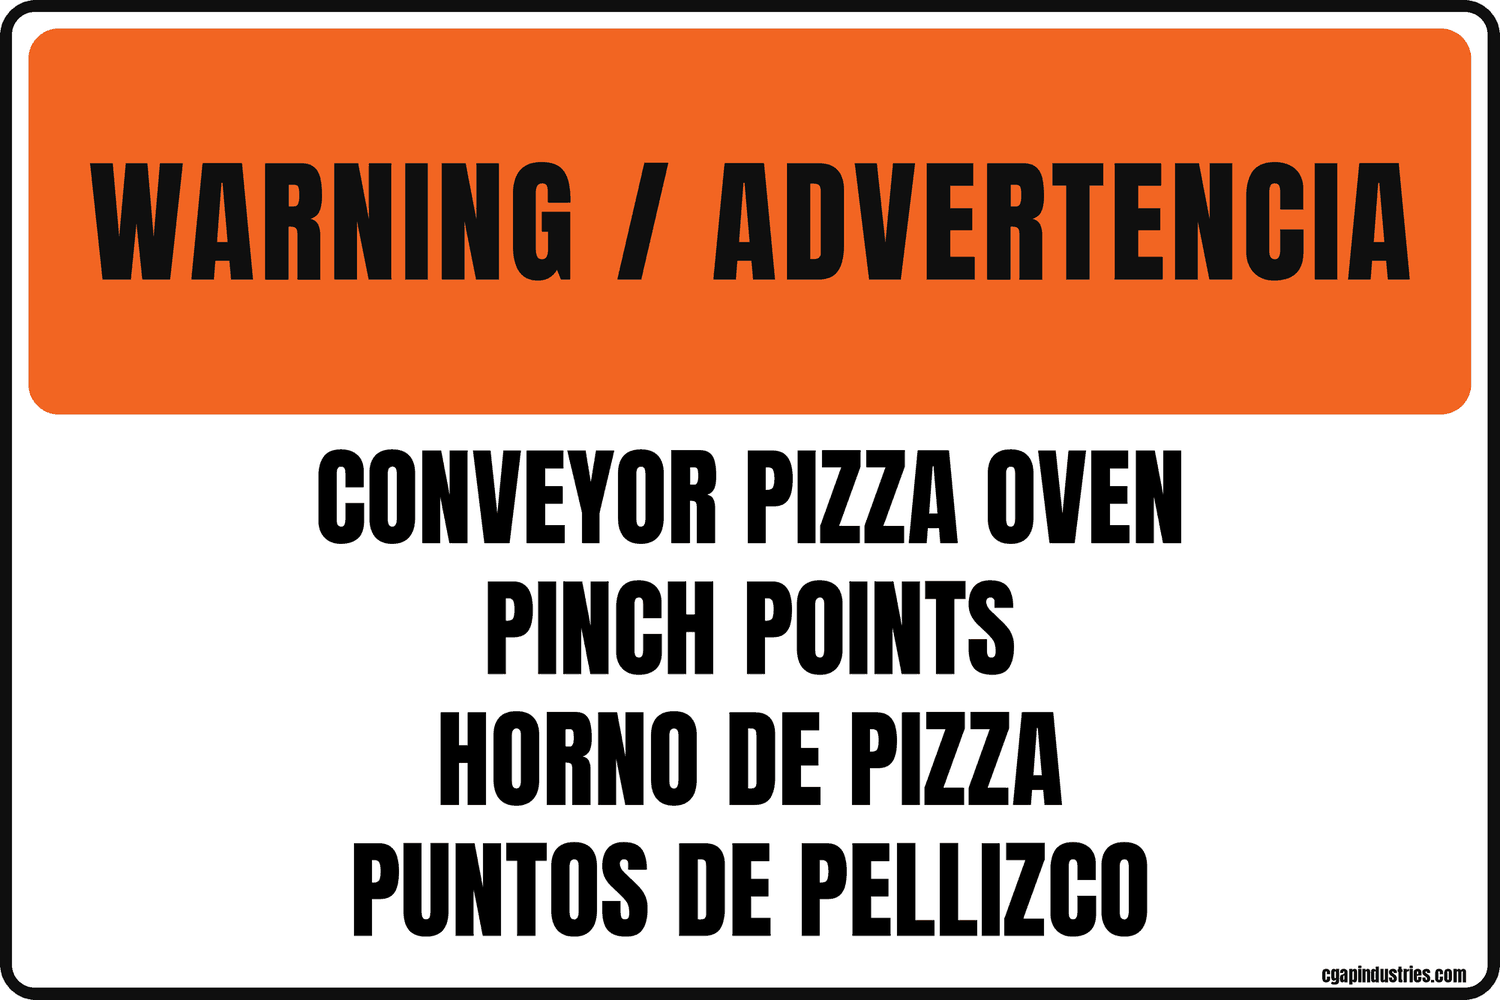 WARNING / ADVERTENCIA
CONVEYOR PIZZA OVEN
PINCH POINTS
HORNO DE PIZZA
PUNTOS DE PELLIZCO
cgapindustries.com